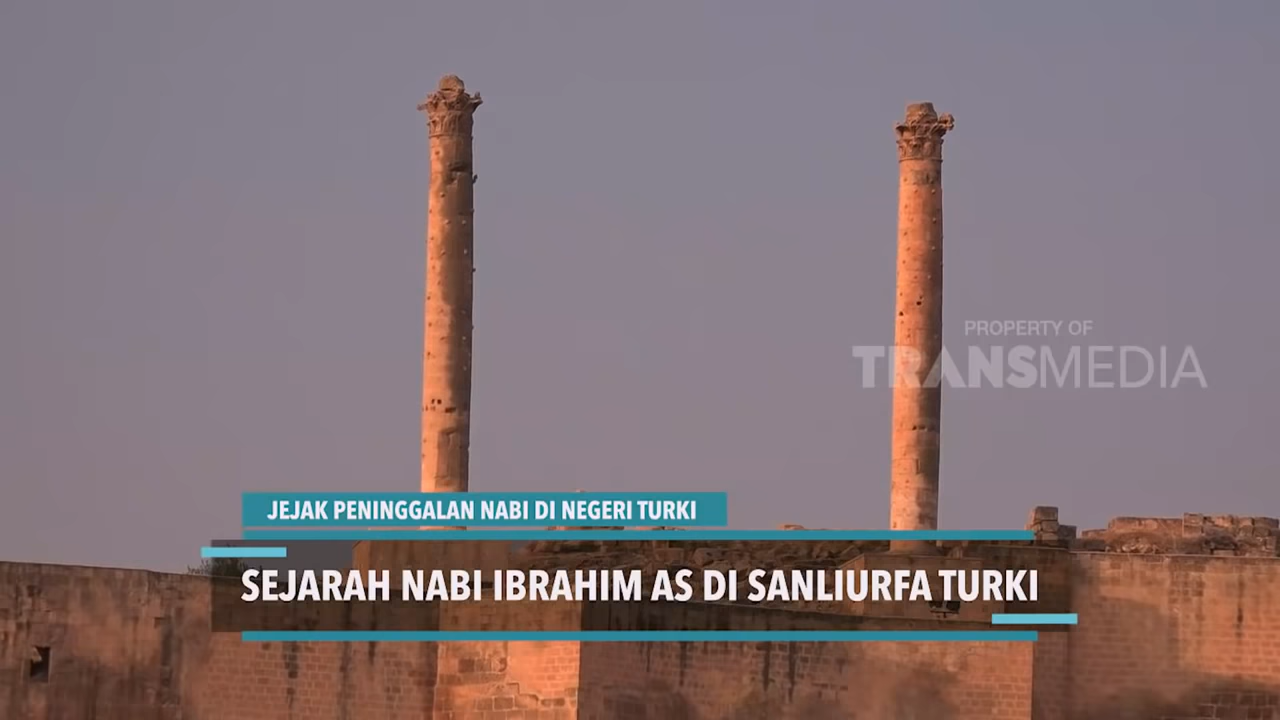 PROPERTY OF
TRANSMEDIA
JEJAK PENINGGALAN NABI DI NEGERI TURKI
SEJARAH NABI IBRAHIM AS DI SANLIURFA TURKI